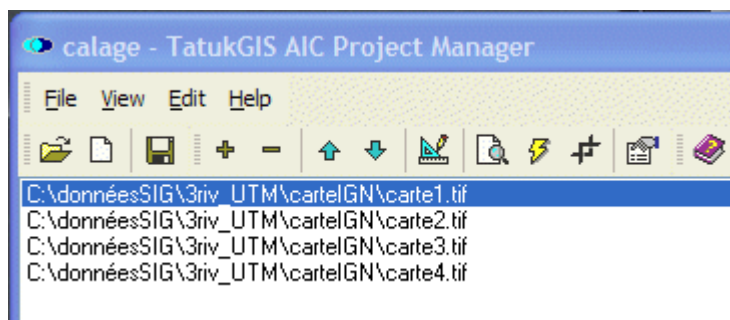 calage - TatukGIS AIC Project Manager
File View Edit Help
C:\donnéesSIG\3riv_UTM\carteIGN\carte1.tif
C:\donnéesSIG\3riv_UTM\carteIGN\carte2.tif
C:\donnéesSIG\3riv_UTM\carteIGN\carte3.tif
C:\donnéesSIG\3riv_UTM\carteIGN\carte4.tif